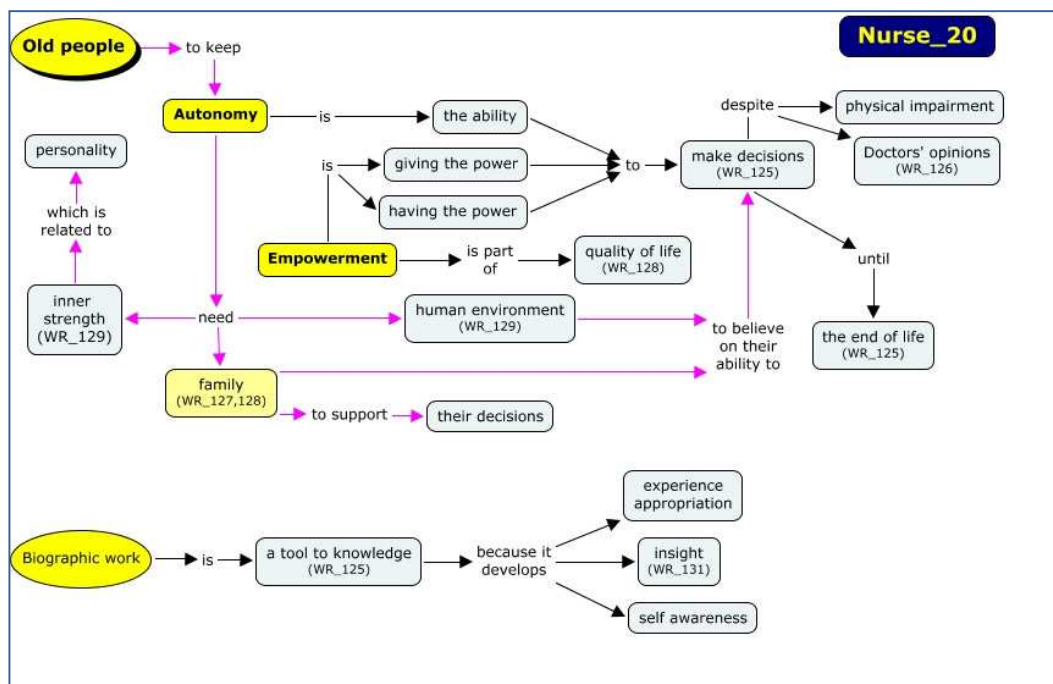 Old people
to keep
Nurse_20
Autonomy
is
the ability
despite
physical impairment
personality
is
giving the power
to
make decisions
(WR_125)
Doctors' opinions
(WR_126)
having the power
which is
related to
Empowerment
is part
of
quality of life
(WR_128)
until
inner
strength
(WR_129)
need
human environment
(WR_129)
to believe
on their
ability to
the end of life
(WR_125)
family
(WR_127,128)
to support
their decisions
experience
appropriation
Biographic work
is
a tool to knowledge
(WR_125)
because it
develops
insight
(WR_131)
self awareness